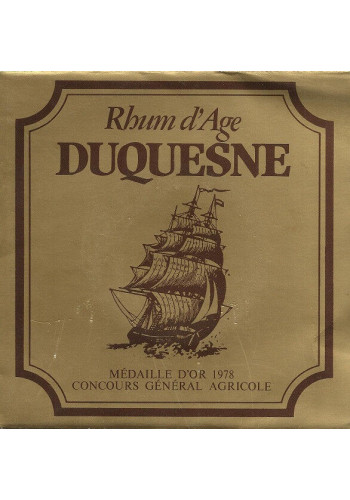 Rhum d'Age
DUQUESNE
MÉDAILLE D'OR 1978
CONCOURS GÉNÉRAL AGRICOLE